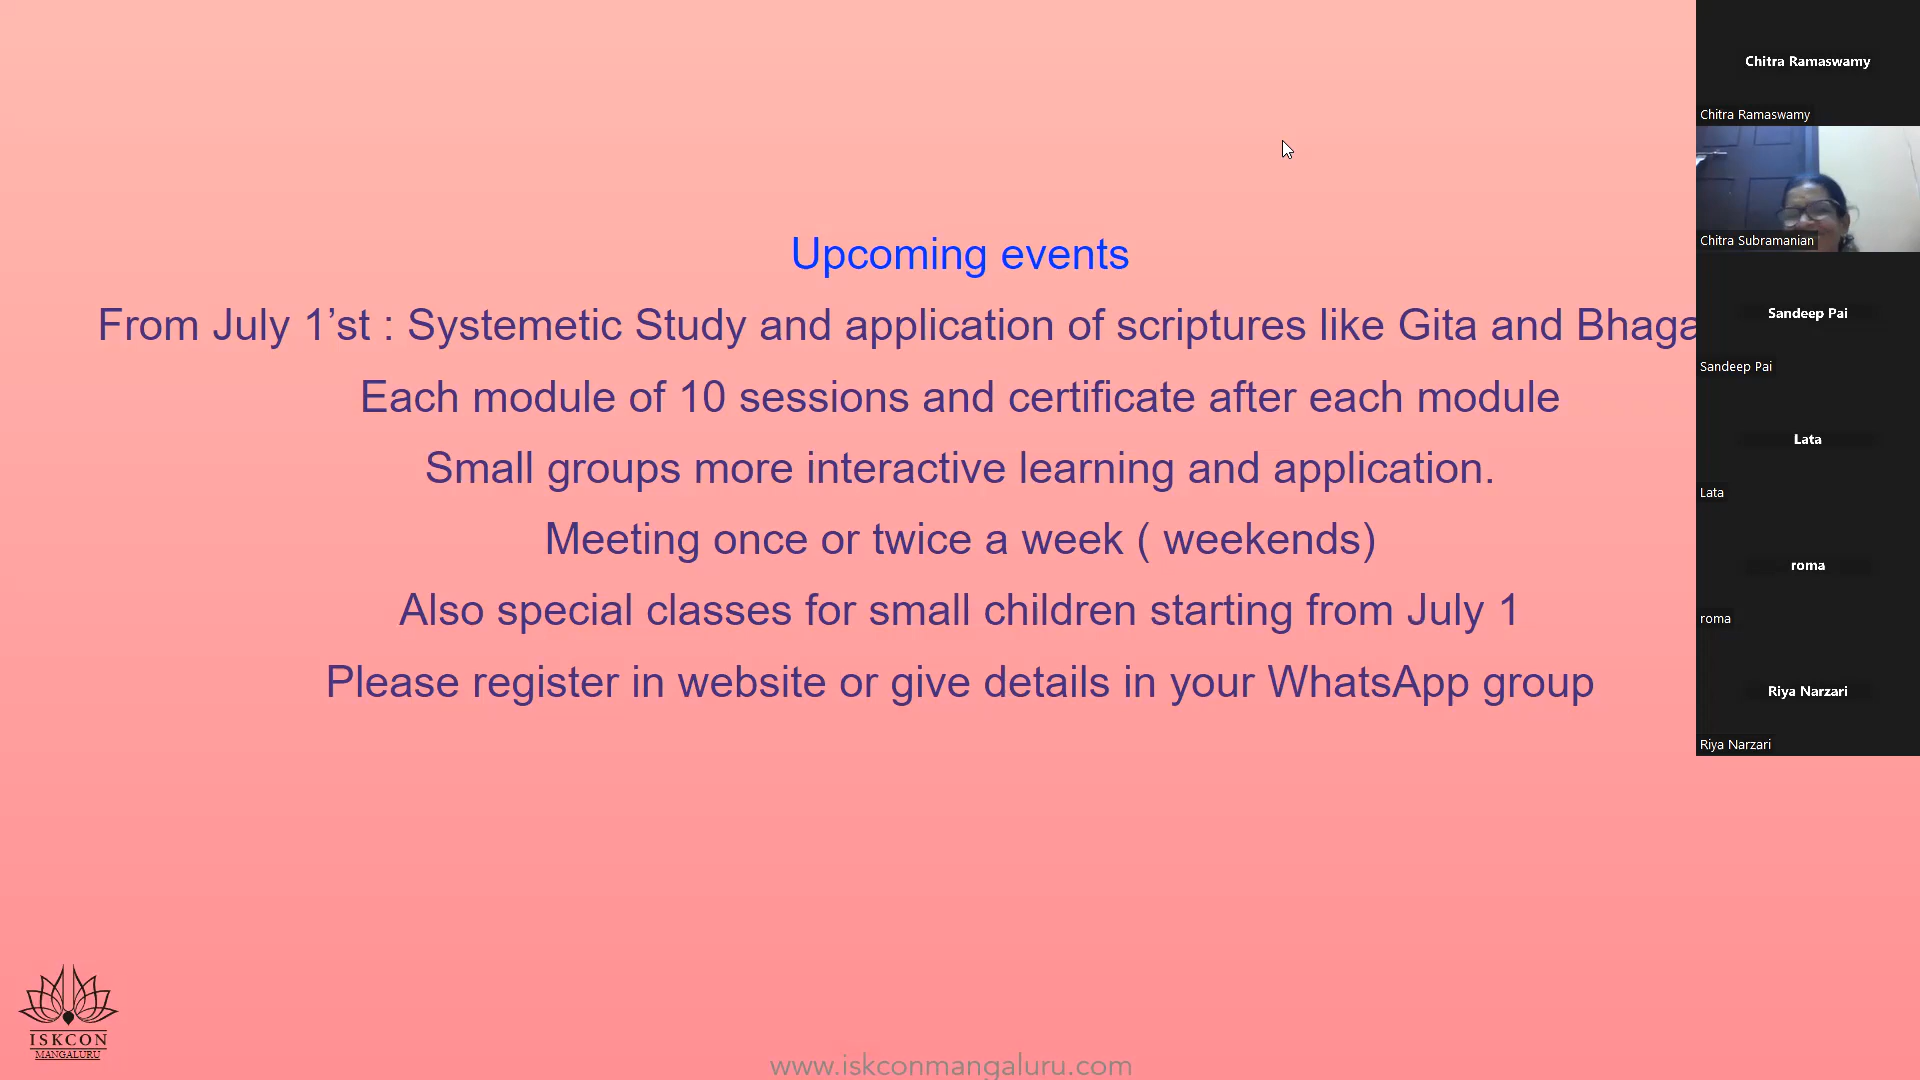 Upcoming events
From July 1’st : Systemetic Study and application of scriptures like Gita and
Each module of 10 sessions and certificate after each module
Small groups more interactive learning and application.
Meeting once or twice a week ( weekends)
Also special classes for small children starting from July 1
Please register in website or give details in your WhatsApp group
ISKCON
MANGALURU
www.iskconmangaluru.com
Chitra Ramaswamy
Chitra Ramaswamy
Chitra Subramanian
Sandeep Pai
Sandeep Pai
Lata
Lata
roma
roma
Riya Narzari
Riya Narzari